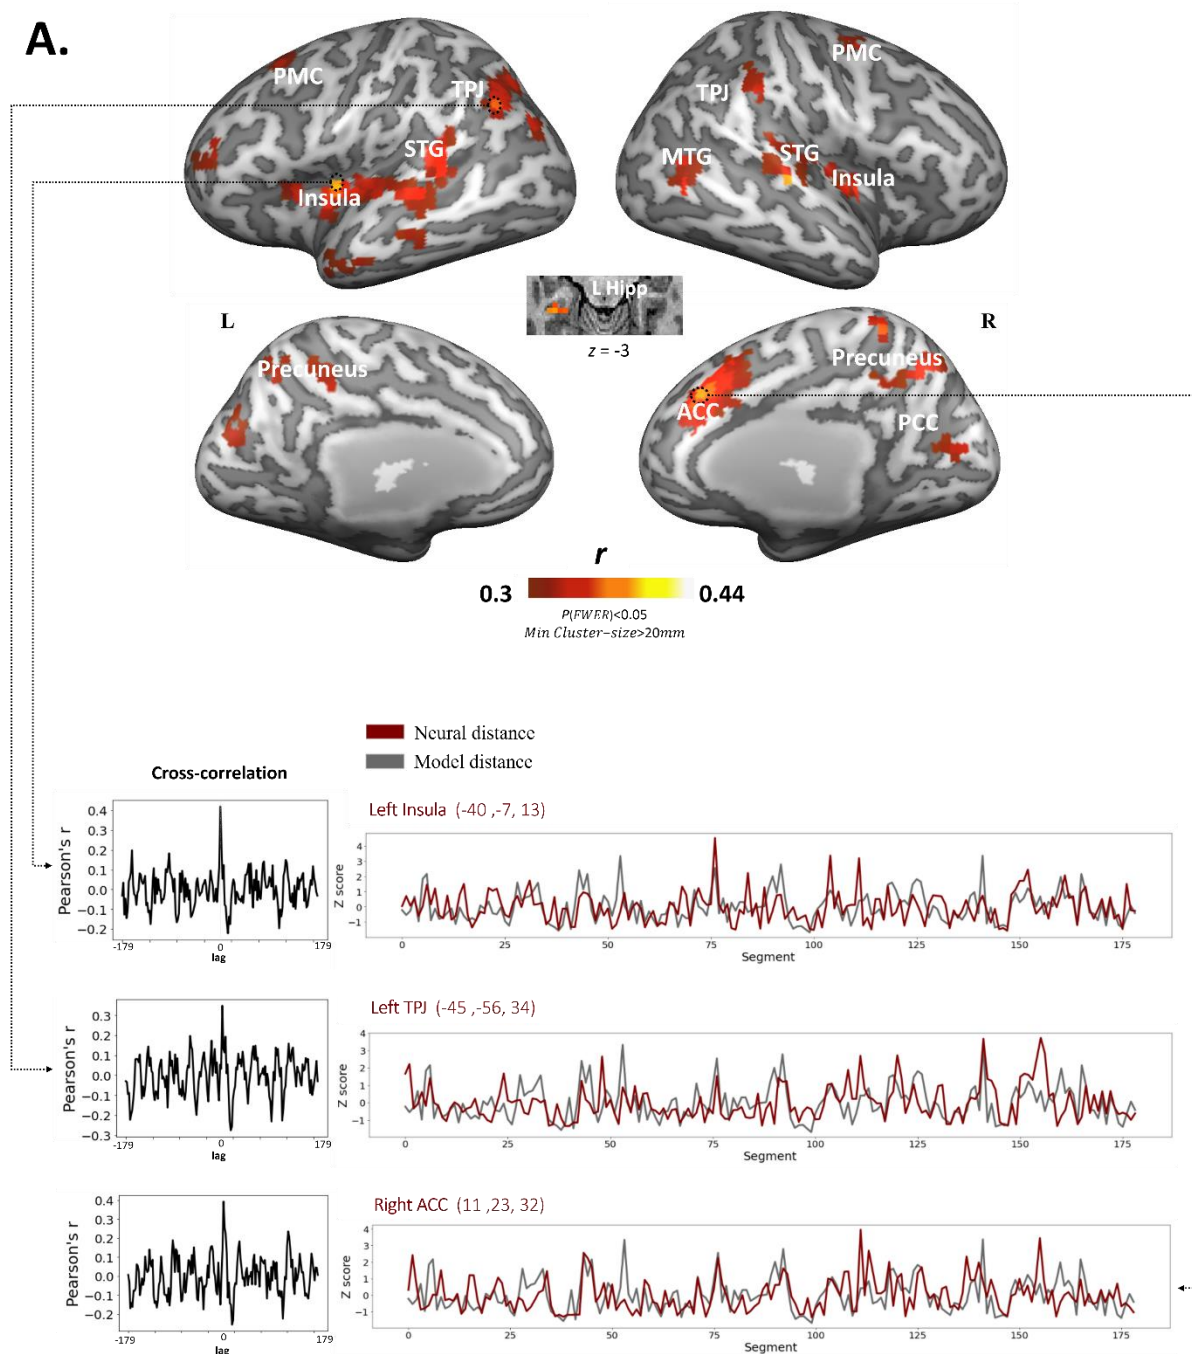 A.
PMC
TPJ
STG
Insula
PMC
TPJ
MTG
STG
Insula
L Hipp
z = -3
L
R
Precuneus
Precuneus
ACC
PCC
r
0.3
0.44
P(FWER)<0.05
Min Cluster-size>20mm
Neural distance
Model distance
Cross-correlation
Left Insula (-40 ,-7, 13)
Pearson's r
0.4
0.3
0.2
0.1
0.0
−0.1
−0.2
-179
0
179
lag
Z score
4
3
2
1
0
−1
0
25
50
75
100
125
150
175
Segment
Left TPJ (-45 ,-56, 34)
Pearson's r
0.3
0.2
0.1
0.0
−0.1
−0.2
−0.3
-179
0
179
lag
Z score
4
3
2
1
0
−1
0
25
50
75
100
125
150
175
Segment
Right ACC (11 ,23, 32)
Pearson's r
0.4
0.3
0.2
0.1
0.0
−0.1
−0.2
-179
0
179
lag
Z score
4
3
2
1
0
−1
0
25
50
75
100
125
150
175
Segment